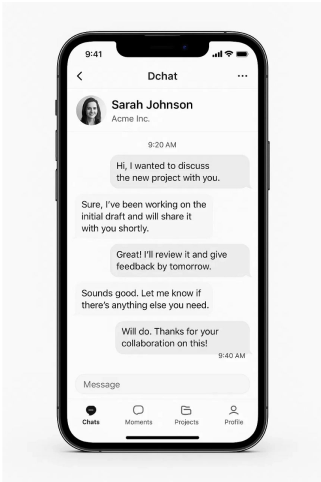 9:41
Dchat
Sarah Johnson
Acme Inc.
9:20 AM
Hi, I wanted to discuss
the new project with you.
Sure, I've been working on the
initial draft and will share it
with you shortly.
Great! I'll review it and give
feedback by tomorrow.
Sounds good. Let me know if
there's anything else you need.
Will do. Thanks for your
collaboration on this!
9:40 AM
Message
Chats
Moments
Projects
Profile